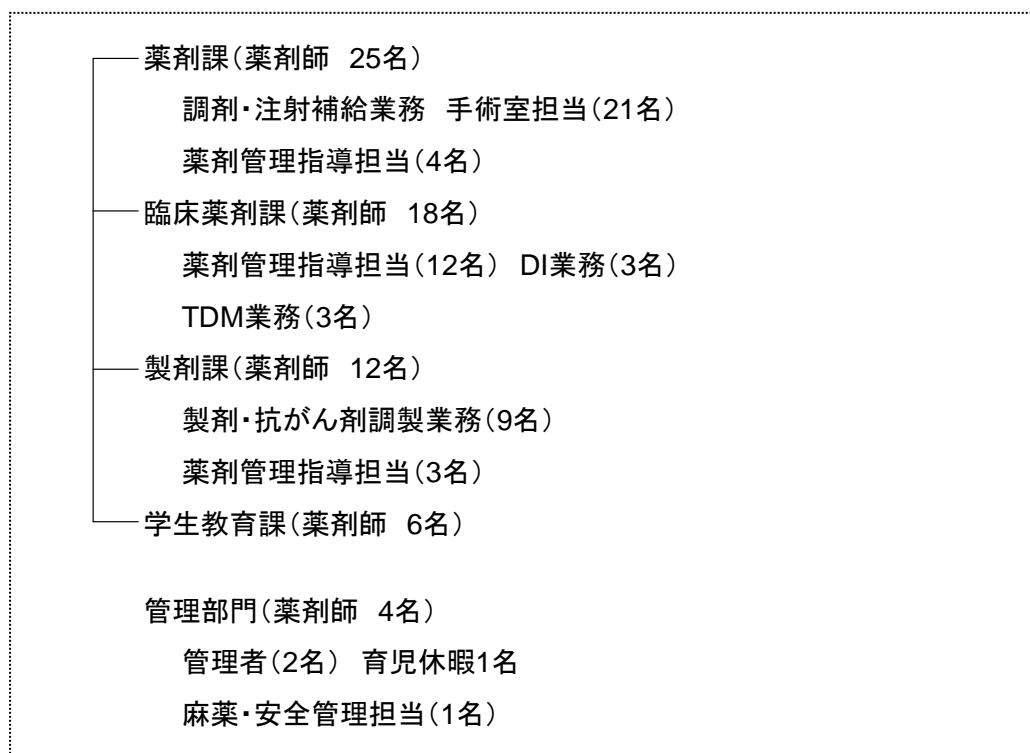 薬剤課（薬剤師　25名）
調剤・注射補給業務　手術室担当（21名）
薬剤管理指導担当（4名）
臨床薬剤課（薬剤師　18名）
薬剤管理指導担当（12名）　DI業務（3名）
TDM業務（3名）
製剤課（薬剤師　12名）
製剤・抗がん剤調製業務（9名）
薬剤管理指導担当（3名）
学生教育課（薬剤師　6名）
管理部門（薬剤師　4名）
管理者（2名）　育児休暇1名
麻薬・安全管理担当（1名）